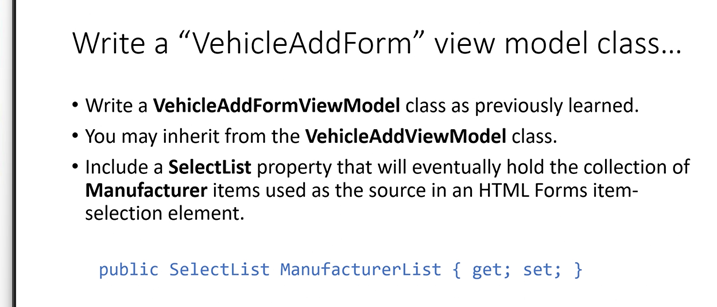 Write a “VehicleAddForm” view model class…
• Write a VehicleAddFormViewModel class as previously learned.
• You may inherit from the VehicleAddViewModel class.
• Include a SelectList property that will eventually hold the collection of
Manufacturer items used as the source in an HTML Forms item-
selection element.
public SelectList ManufacturerList { get; set; }